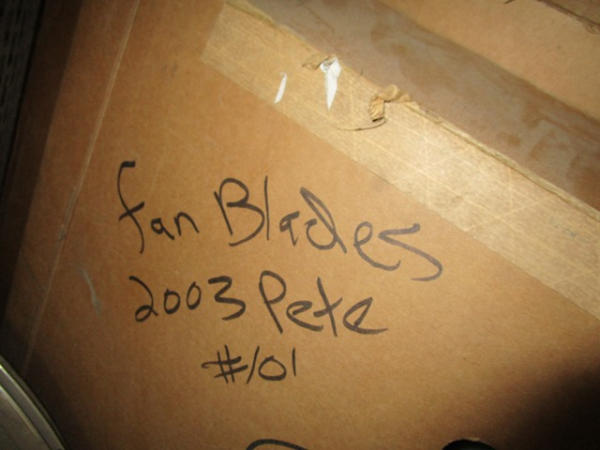 fan Blades
2003 Pete
#101